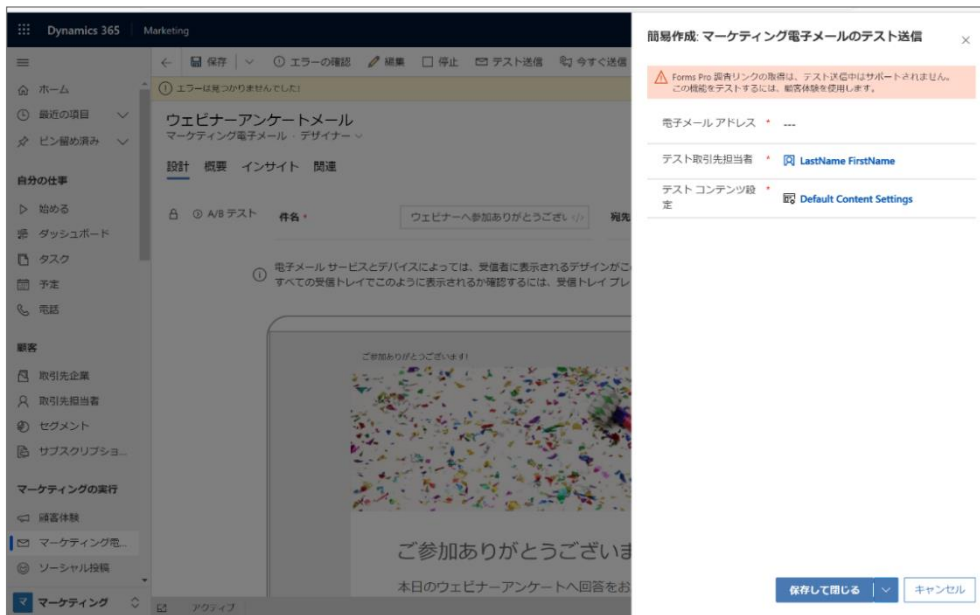 Dynamics 365 Marketing
保存 エラーの確認 編集 停止 テスト送信 今すぐ送信
エラーは見つかりませんでした!
ホーム
最近の項目
ピン留め済み
自分の仕事
始める
ダッシュボード
タスク
予定
電話
顧客
取引先企業
取引先担当者
セグメント
サブスクリプショ...
マーケティングの実行
顧客体験
マーケティング電...
ソーシャル投稿
マーケティング
ウェビナーアンケートメール
マーケティング電子メール · デザイナー
設計 概要 インサイト 関連
A/B テスト 件名 * ウェビナーへ参加ありがとうござい </> 宛先
電子メール サービスとデバイスによっては、受信者に表示されるデザインがこ
すべての受信トレイでこのように表示されるか確認するには、受信トレイ プレ
ご参加ありがとうございます!
ご参加ありがとうございま
本日のウェビナーアンケートへ回答をお
アクティブ
簡易作成: マーケティング電子メールのテスト送信
Forms Pro 調査リンクの取得は、テスト送信中はサポートされません。
この機能をテストするには、顧客体験を使用します。
電子メール アドレス * ---
テスト取引先担当者 * LastName FirstName
テスト コンテンツ設 * Default Content Settings
定
保存して閉じる キャンセル